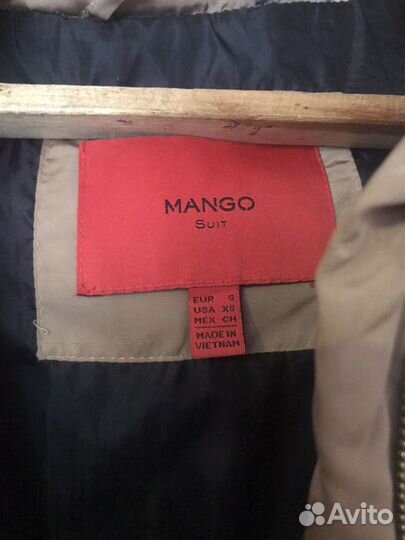 MANGO
SUIT
EUR S
USA XS
MEX CH
MADE IN
VIETNAM
Avito